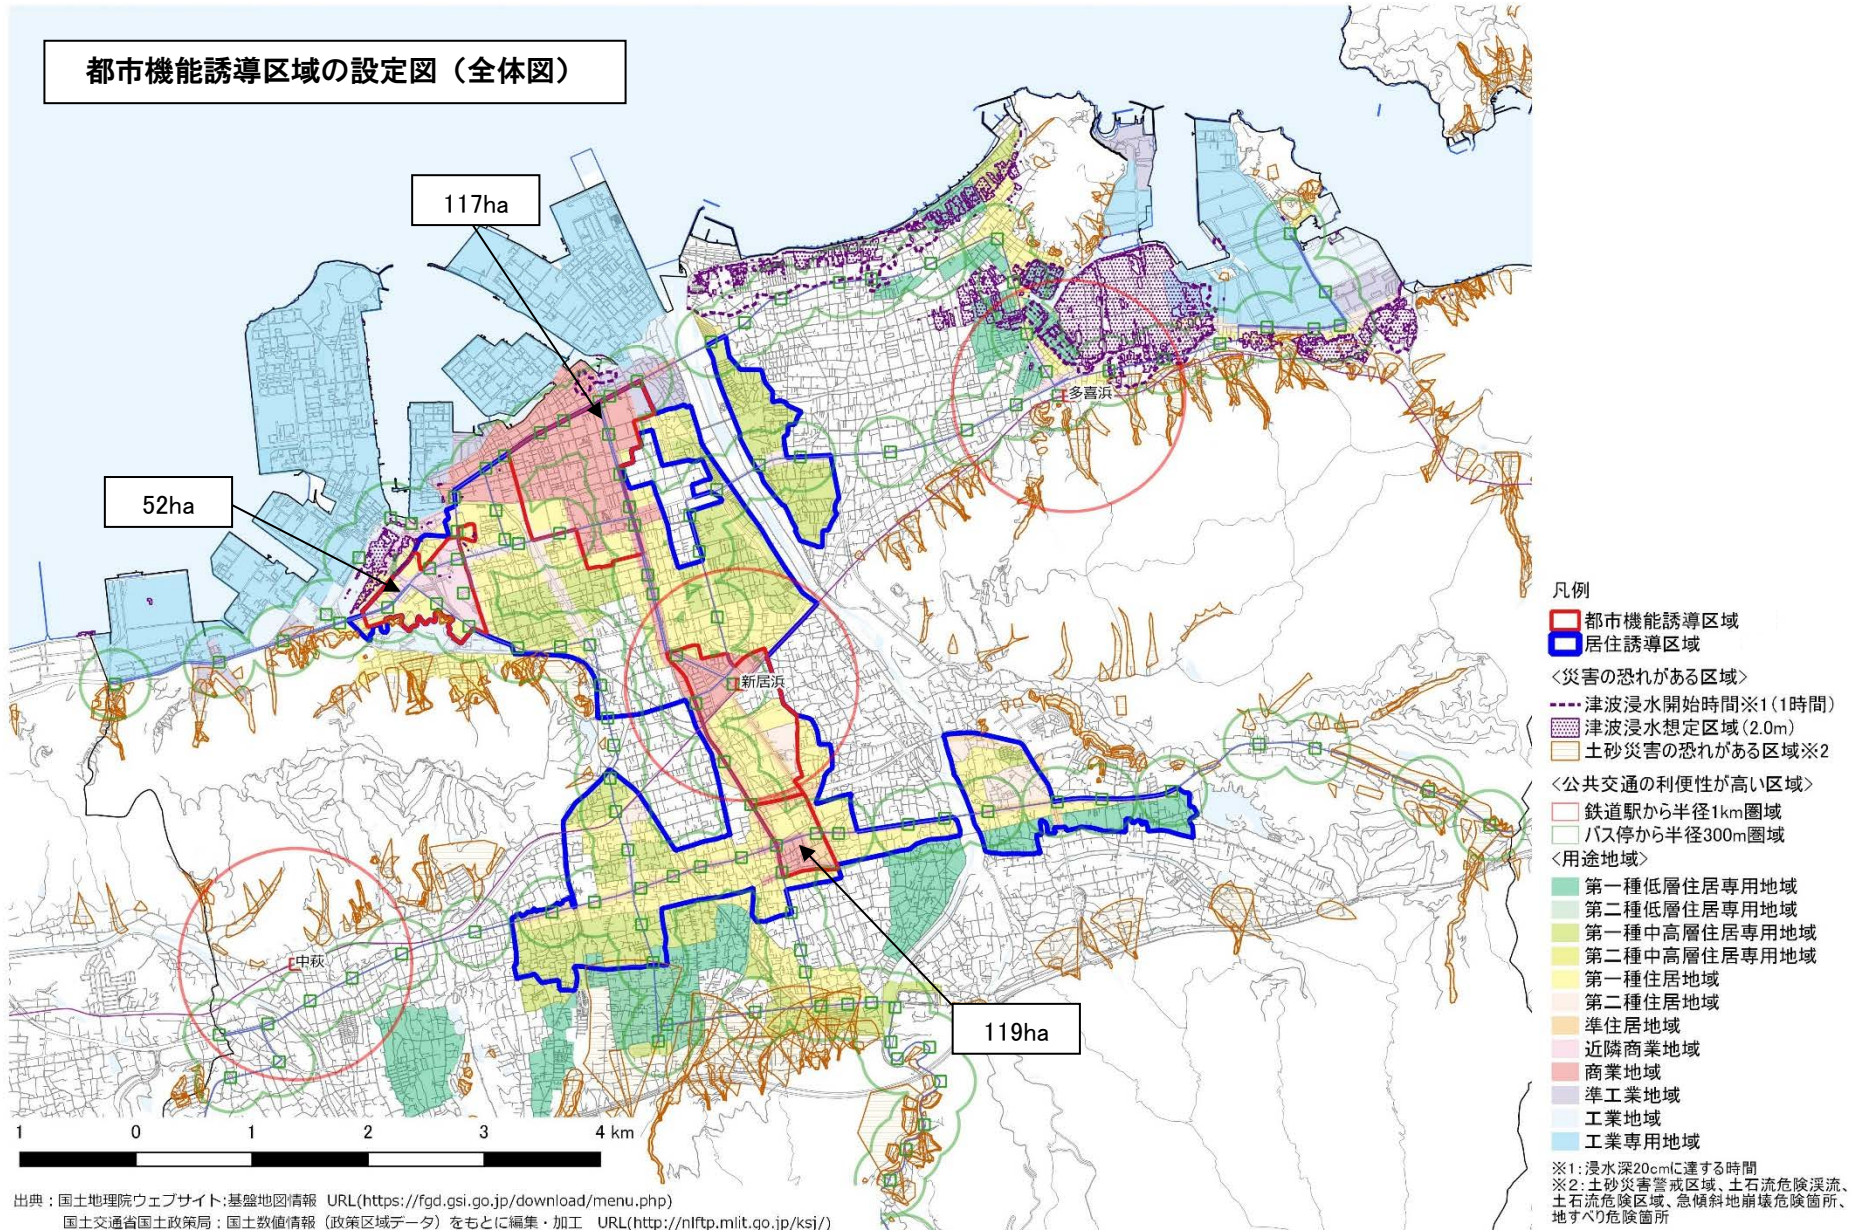 都市機能誘導区域の設定図（全体図）
117ha
52ha
多喜浜
新居浜
中萩
119ha
凡例
都市機能誘導区域
居住誘導区域
<災害の恐れがある区域>
津波浸水開始時間※1(1時間)
津波浸水想定区域(2.0m)
土砂災害の恐れがある区域※2
<公共交通の利便性が高い区域>
鉄道駅から半径1km圏域
バス停から半径300m圏域
<用途地域>
第一種低層住居専用地域
第二種低層住居専用地域
第一種中高層住居専用地域
第二種中高層住居専用地域
第一種住居地域
第二種住居地域
準住居地域
近隣商業地域
商業地域
準工業地域
工業地域
工業専用地域
※1:浸水深20cmに達する時間
※2:土砂災害警戒区域、土石流危険渓流、
土石流危険区域、急傾斜地崩壊危険箇所、
地すべり危険箇所
1 0 1 2 3 4 km
出典：国土地理院ウェブサイト:基盤地図情報 URL(https://fgd.gsi.go.jp/download/menu.php)
国土交通省国土政策局：国土数値情報（政策区域データ）をもとに編集・加工 URL(http://nlftp.mlit.go.jp/ksj/)